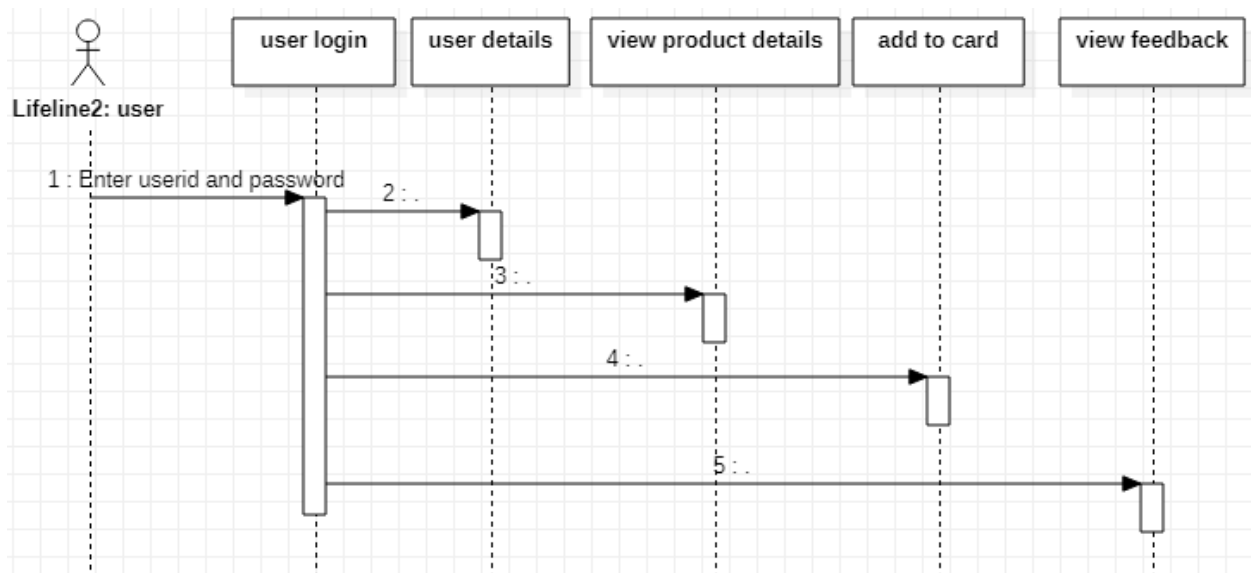 user login
user details
view product details
add to card
view feedback
Lifeline2: user
1 : Enter userid and password
2 : .
3 : .
4 : .
5 : .